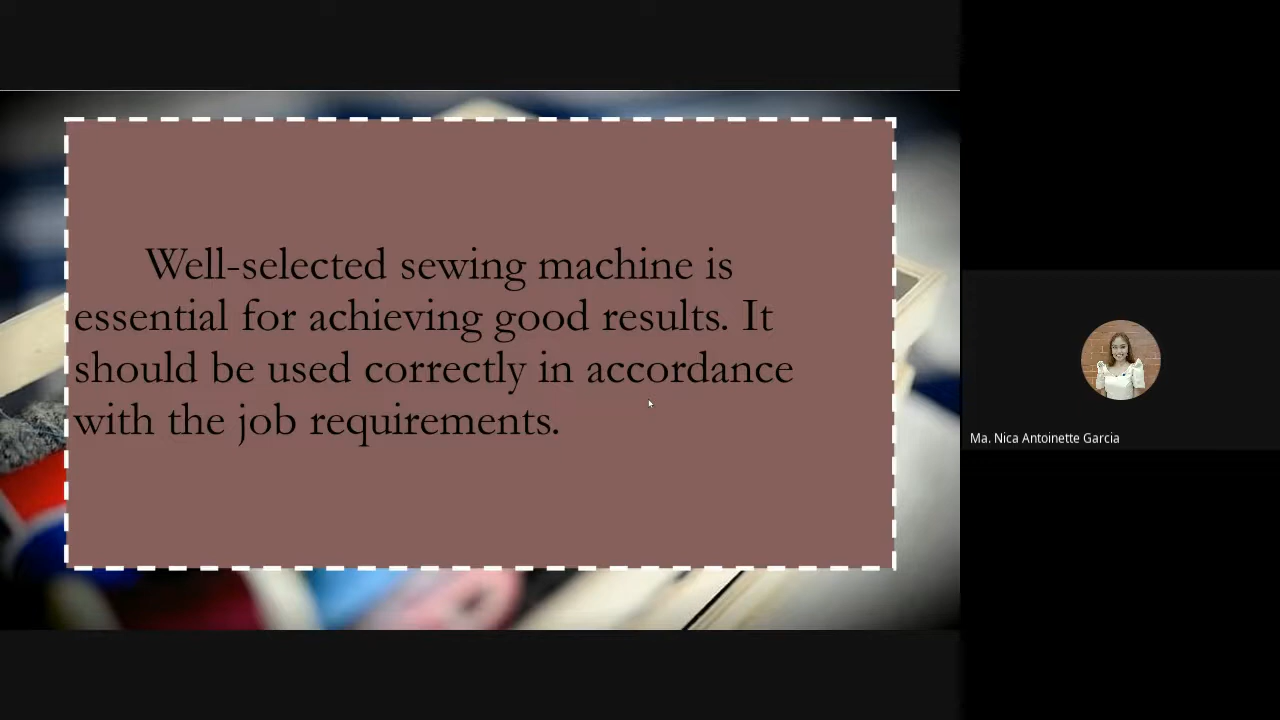 Well-selected sewing machine is
essential for achieving good results. It
should be used correctly in accordance
with the job requirements.
Ma. Nica Antoinette Garcia